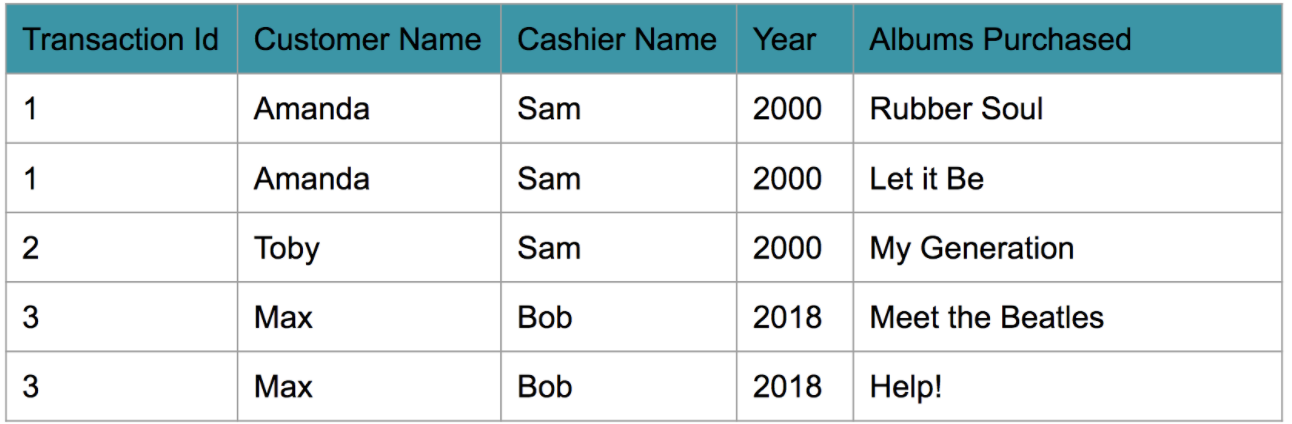 Transaction Id Customer Name Cashier Name Year Albums Purchased
1 Amanda Sam 2000 Rubber Soul
1 Amanda Sam 2000 Let it Be
2 Toby Sam 2000 My Generation
3 Max Bob 2018 Meet the Beatles
3 Max Bob 2018 Help!